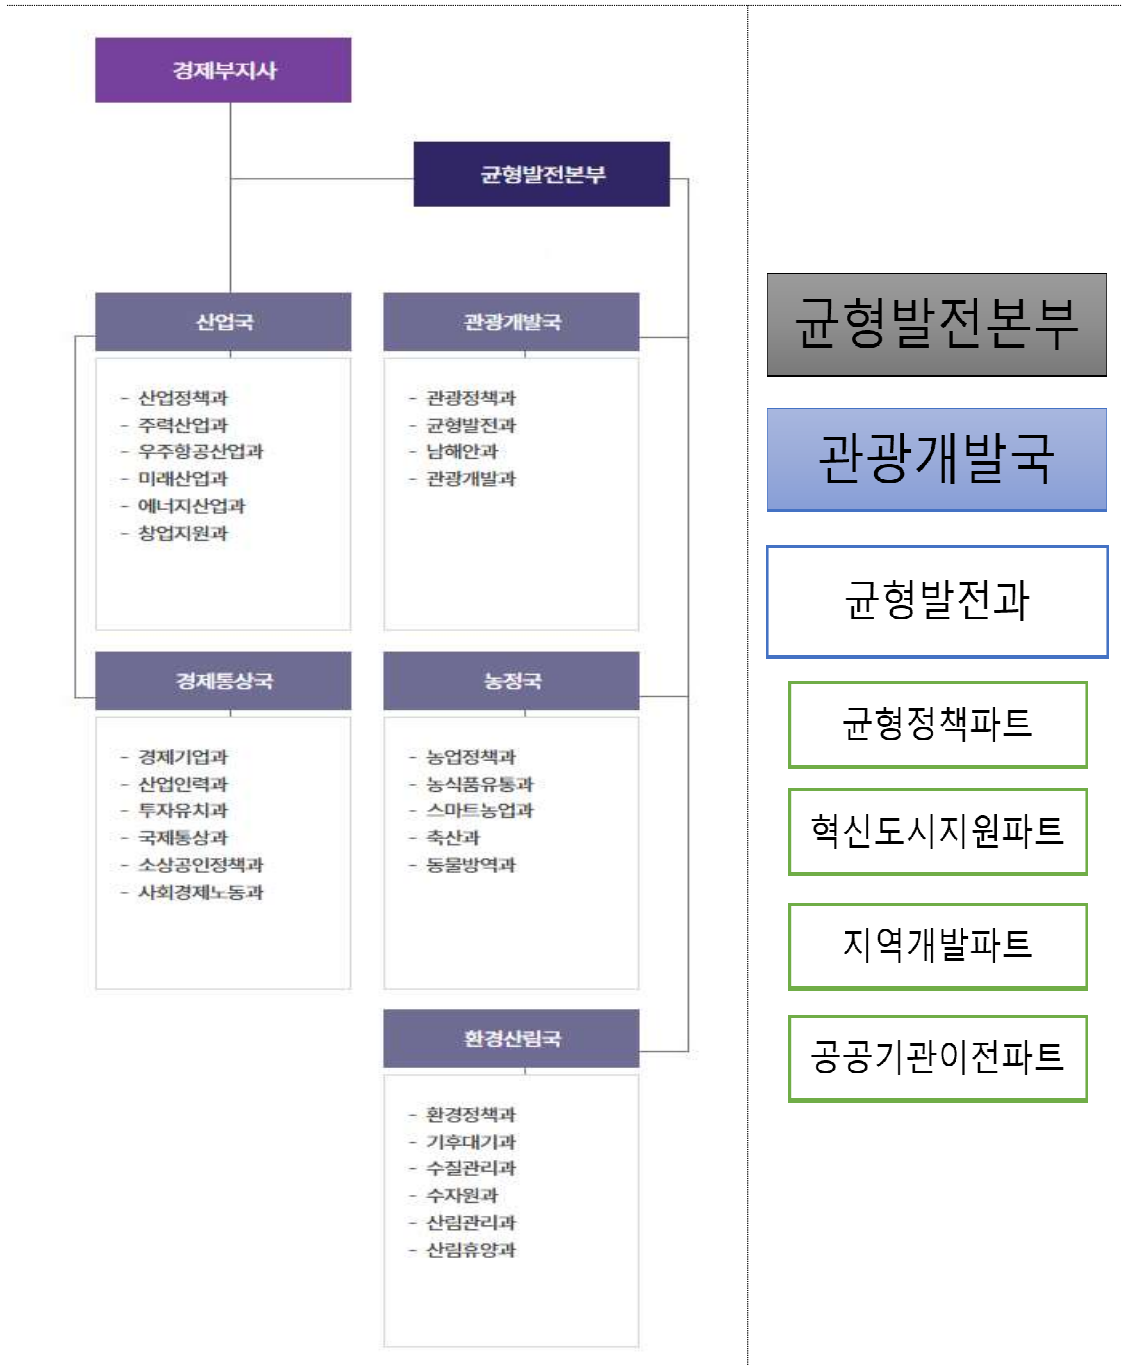 경제부지사
균형발전본부
산업국
- 산업정책과
- 주력산업과
- 우주항공산업과
- 미래산업과
- 에너지산업과
- 창업지원과
관광개발국
- 관광정책과
- 균형발전과
- 남해안과
- 관광개발과
경제통상국
- 경제기업과
- 산업인력과
- 투자유치과
- 국제통상과
- 소상공인정책과
- 사회경제노동과
농정국
- 농업정책과
- 농식품유통과
- 스마트농업과
- 축산과
- 동물방역과
환경산림국
- 환경정책과
- 기후대기과
- 수질관리과
- 수자원과
- 산림관리과
- 산림휴양과
균형발전본부
관광개발국
균형발전과
균형정책파트
혁신도시지원파트
지역개발파트
공공기관이전파트